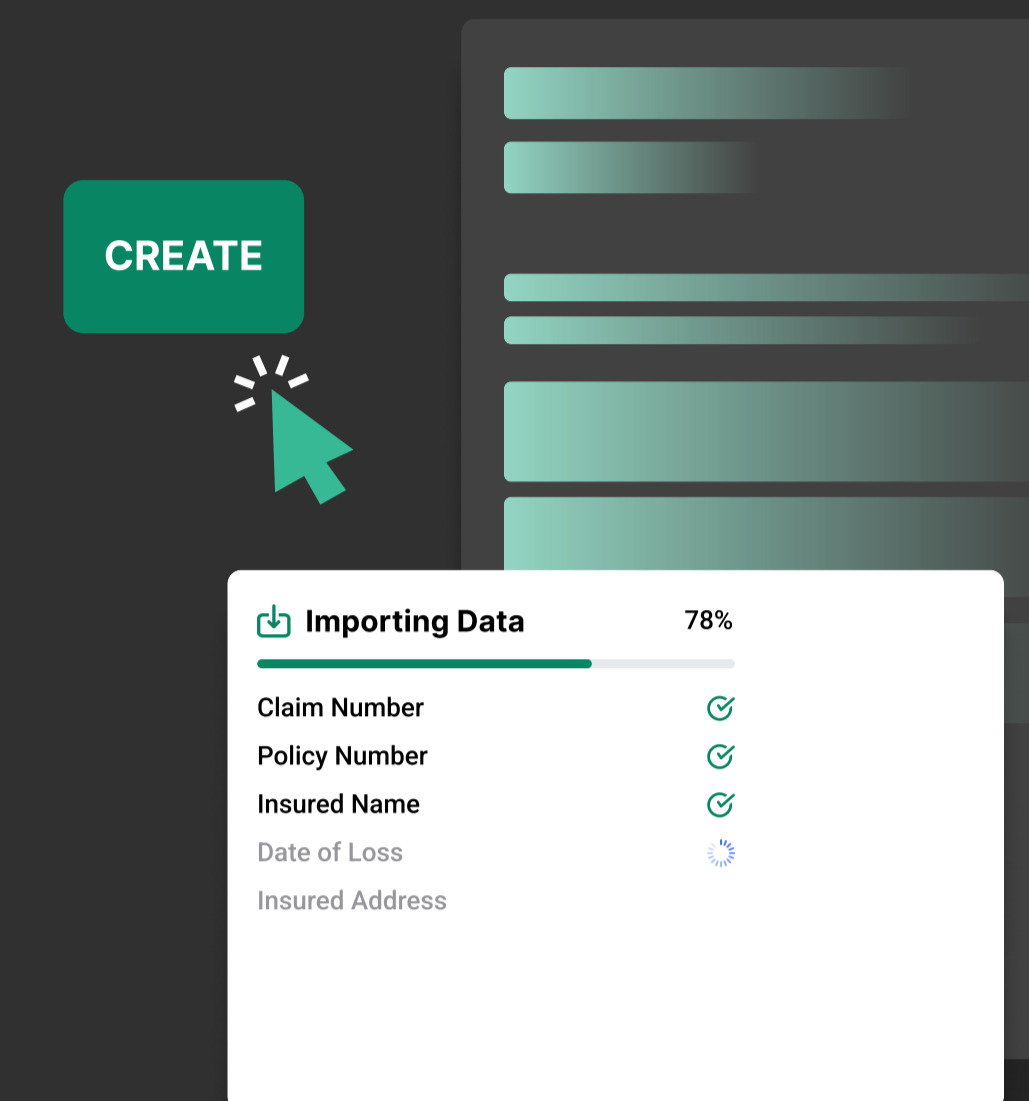 CREATE
Importing Data 78%
Claim Number
Policy Number
Insured Name
Date of Loss
Insured Address